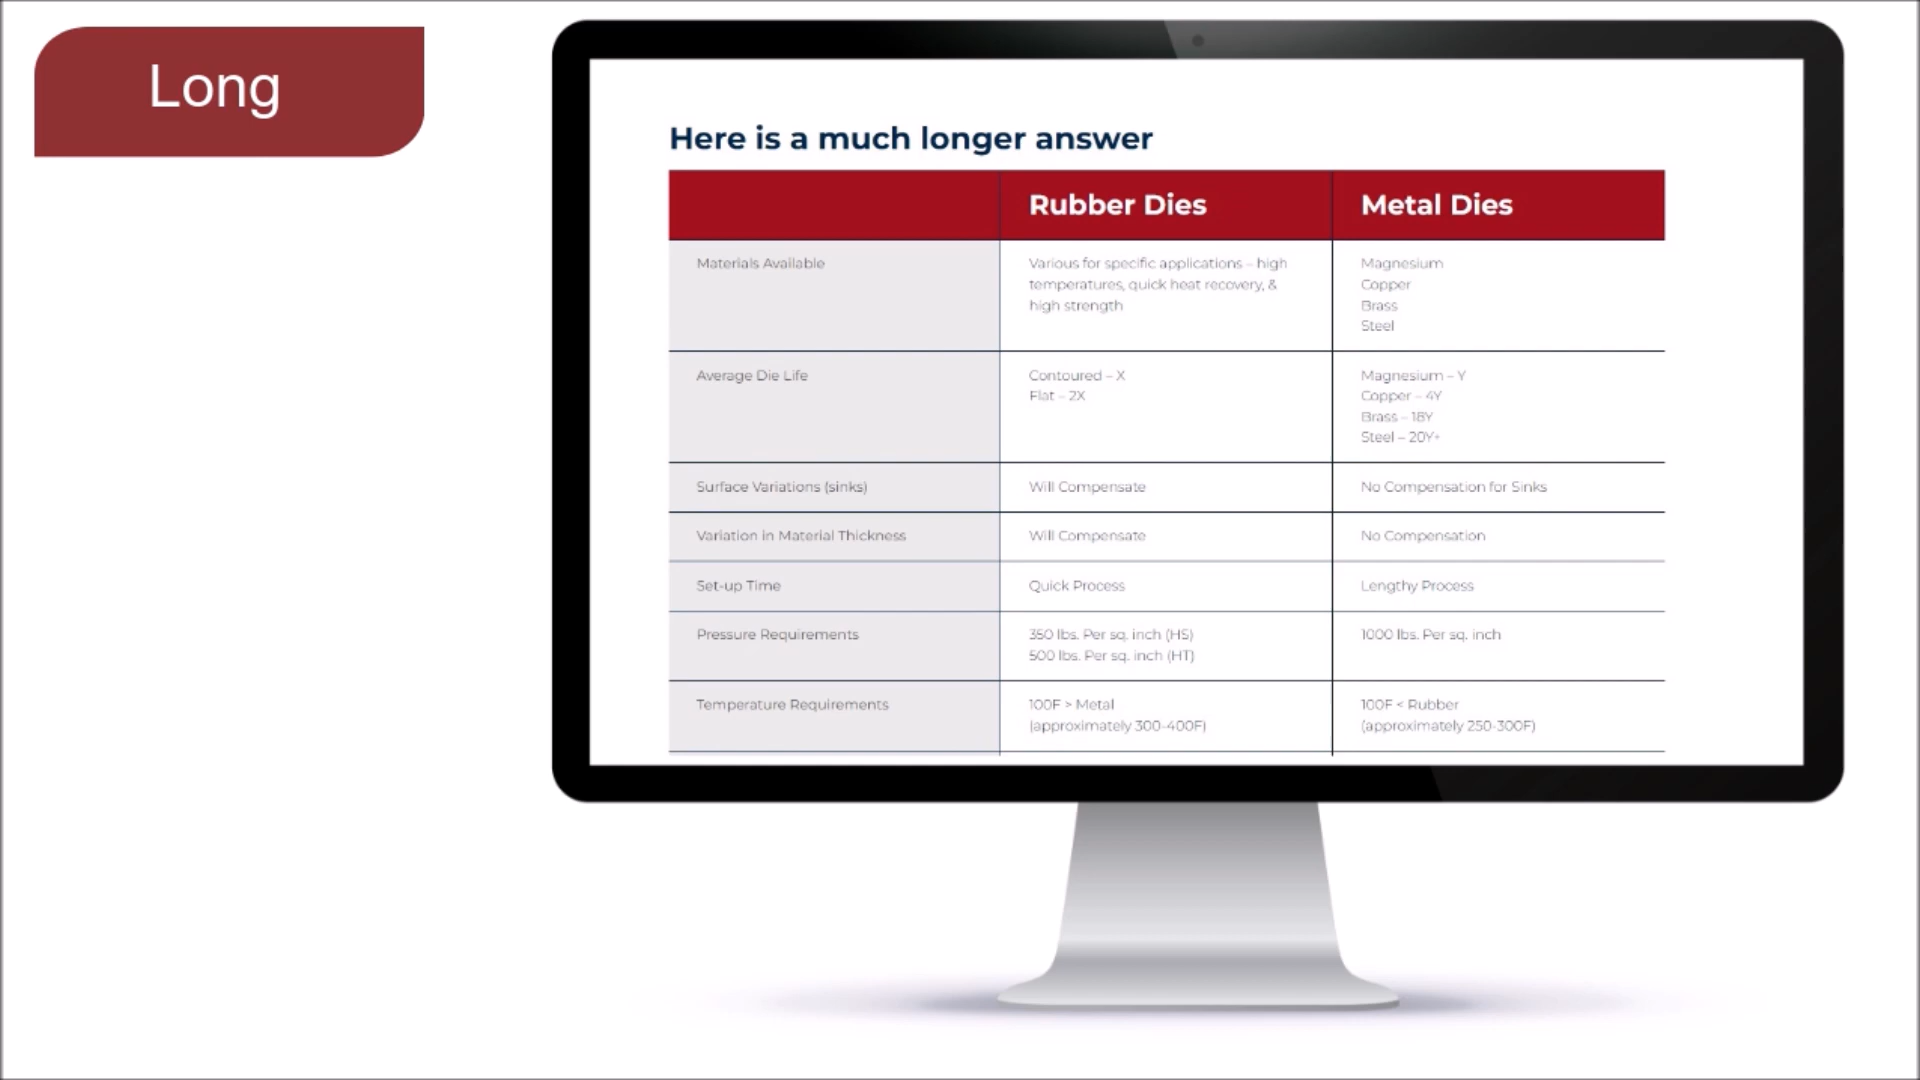 Long
Here is a much longer answer
Rubber Dies
Metal Dies
Materials Available
Various for specific applications – high
temperatures, quick heat recovery, &
high strength
Magnesium
Copper
Brass
Steel
Average Die Life
Contoured – X
Flat – 2X
Magnesium – Y
Copper – 4Y
Brass – 18Y
Steel – 20Y+
Surface Variations (sinks)
Will Compensate
No Compensation for Sinks
Variation in Material Thickness
Will Compensate
No Compensation
Set-up Time
Quick Process
Lengthy Process
Pressure Requirements
350 lbs. Per sq. inch (HS)
500 lbs. Per sq. inch (HT)
1000 lbs. Per sq. inch
Temperature Requirements
100F > Metal
(approximately 300-400F)
100F < Rubber
(approximately 250-300F)